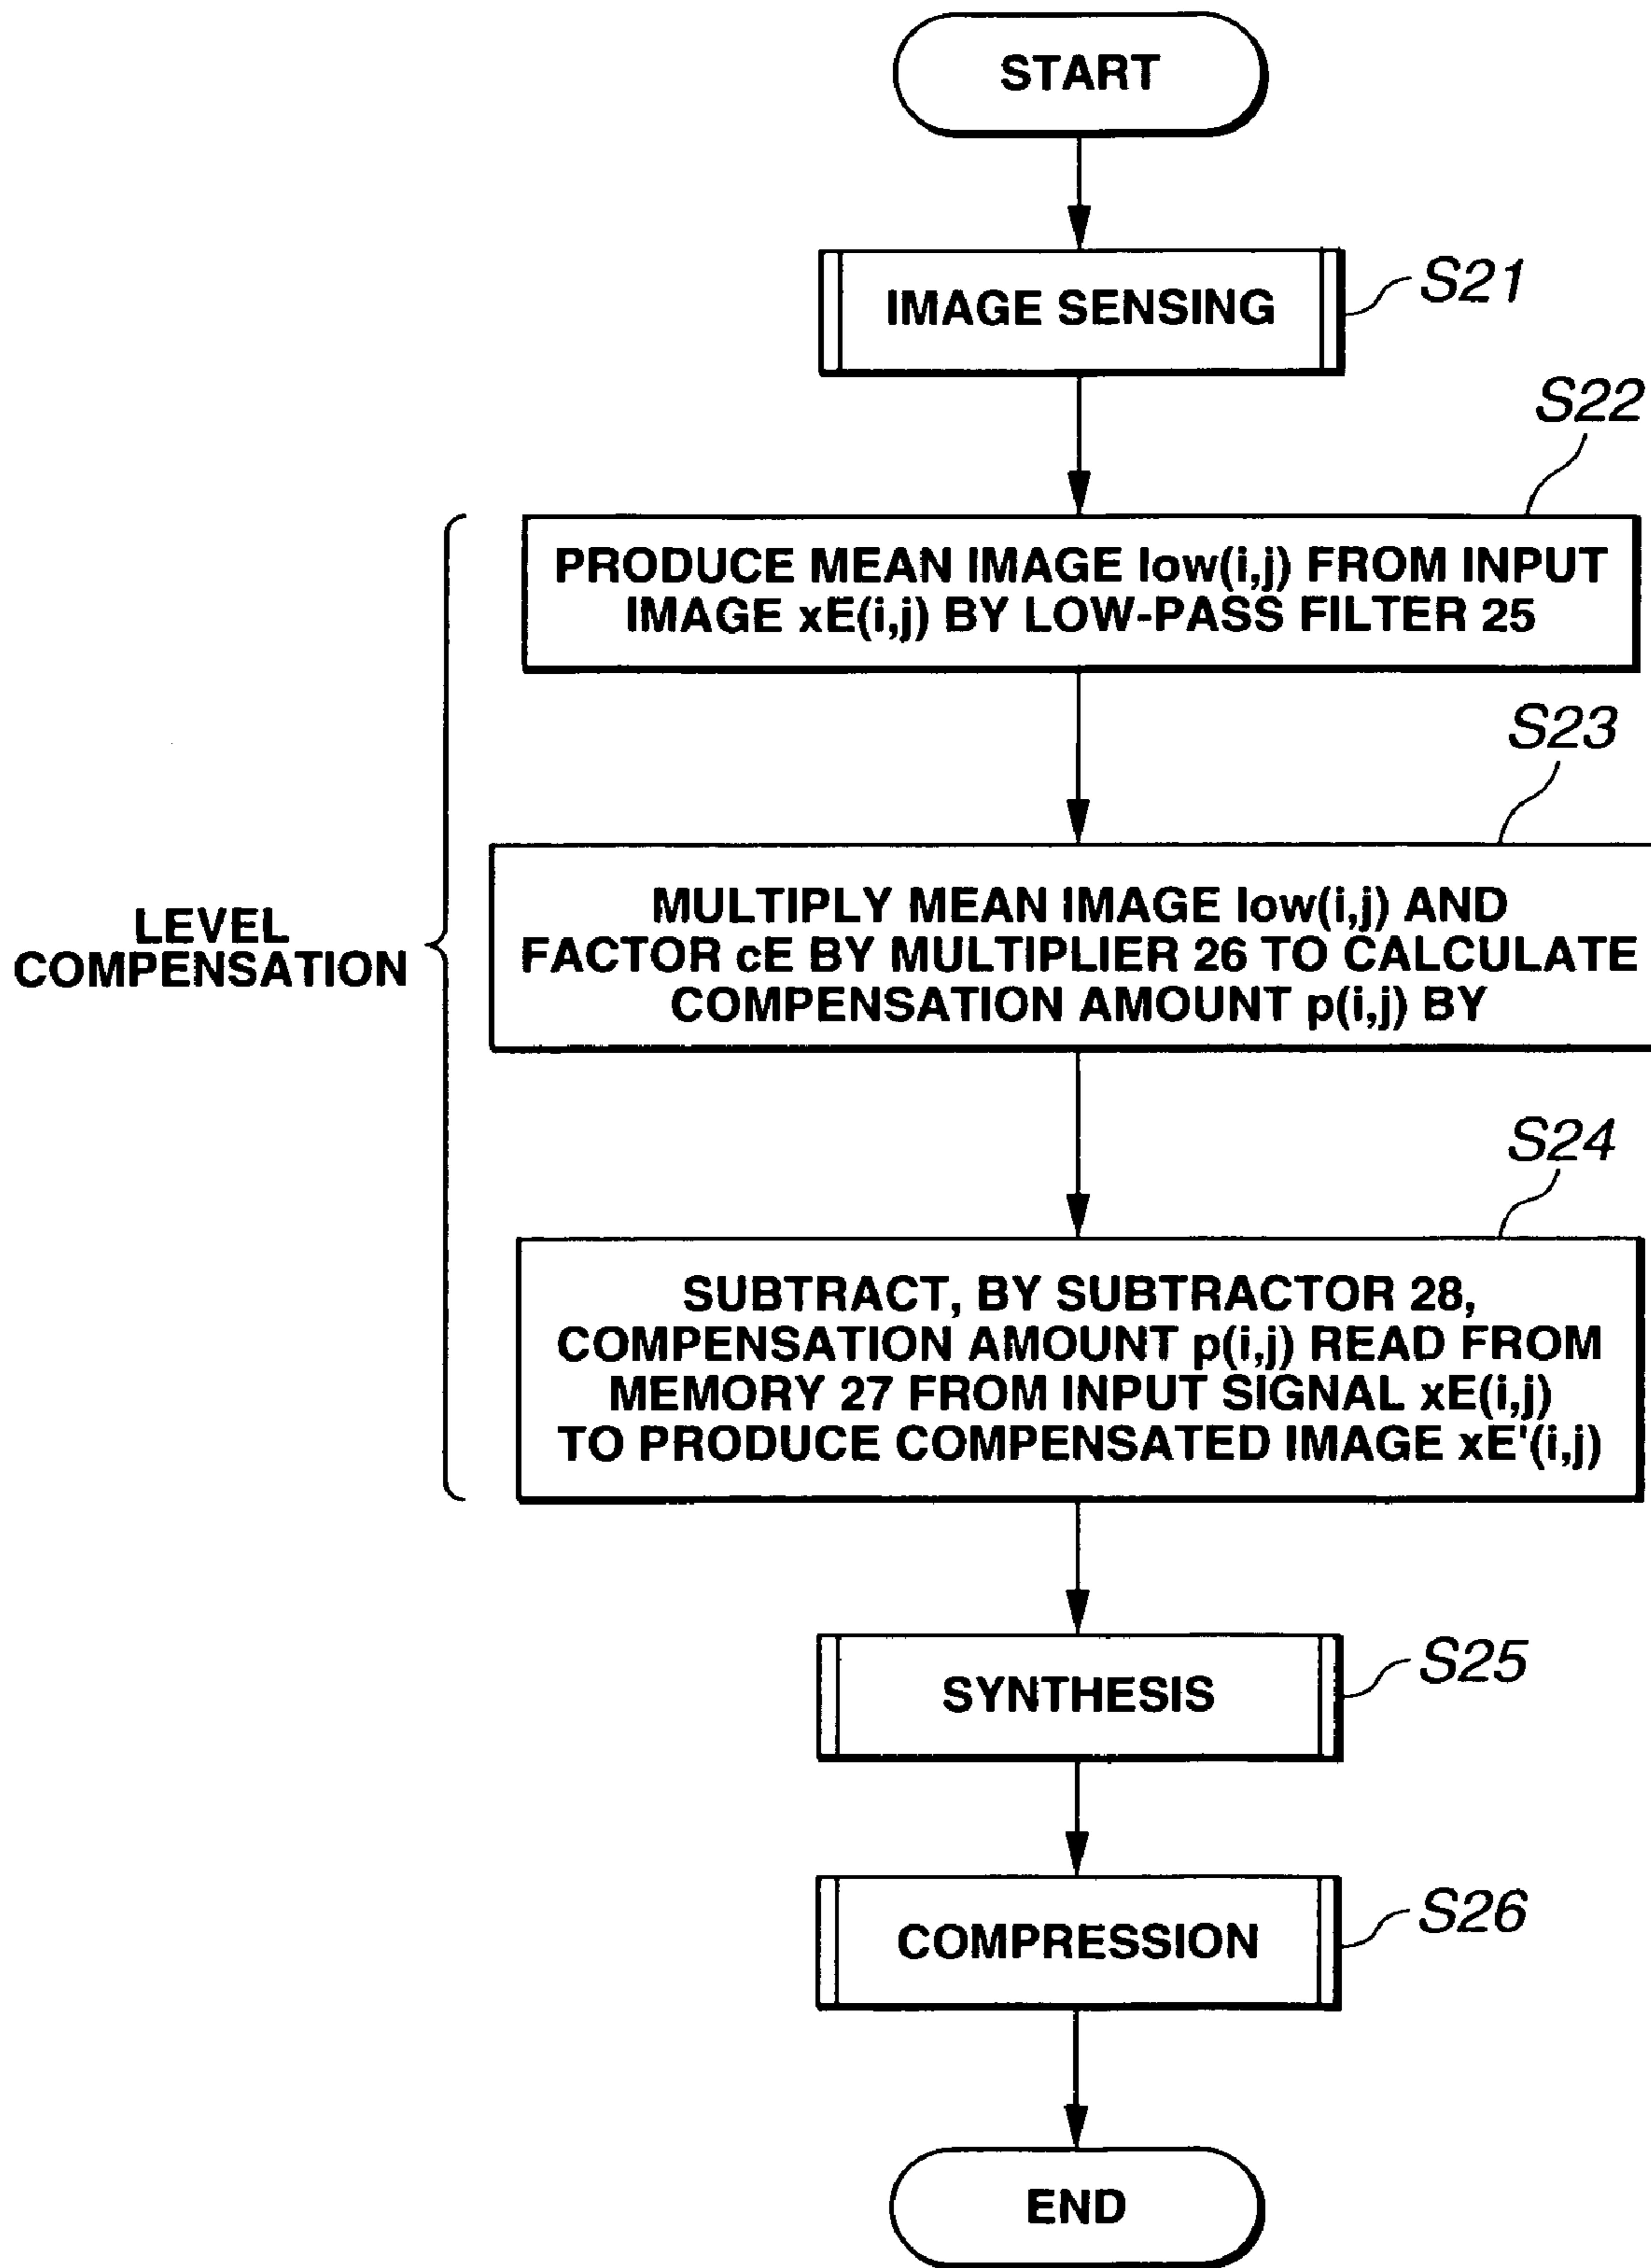 START
IMAGE SENSING
S21
S22
PRODUCE MEAN IMAGE low(i,j) FROM INPUT
IMAGE xE(i,j) BY LOW-PASS FILTER 25
S23
LEVEL
COMPENSATION
MULTIPLY MEAN IMAGE low(i,j) AND
FACTOR cE BY MULTIPLIER 26 TO CALCULATE
COMPENSATION AMOUNT p(i,j) BY
S24
SUBTRACT, BY SUBTRACTOR 28,
COMPENSATION AMOUNT p(i,j) READ FROM
MEMORY 27 FROM INPUT SIGNAL xE(i,j)
TO PRODUCE COMPENSATED IMAGE xE'(i,j)
SYNTHESIS
S25
COMPRESSION
S26
END